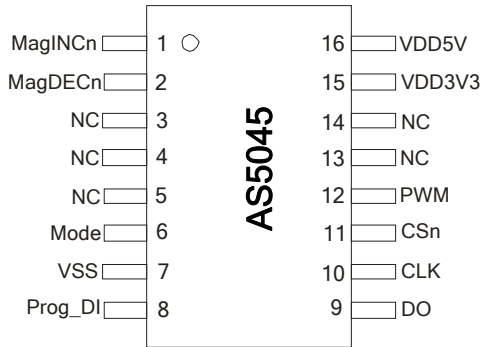 MagINCn 1 16 VDD5V
MagDECn 2 15 VDD3V3
NC 3 14 NC
NC 4 13 NC
NC 5 12 PWM
Mode 6 11 CSn
VSS 7 10 CLK
Prog_DI 8 9 DO
AS5045